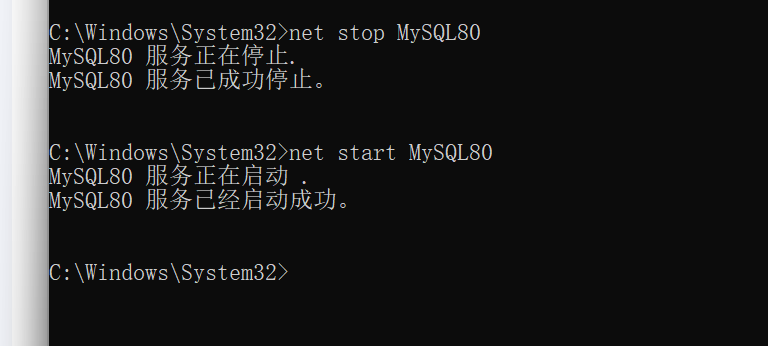 C:\Windows\System32>net stop MySQL80
MySQL80 服务正在停止.
MySQL80 服务已成功停止。
C:\Windows\System32>net start MySQL80
MySQL80 服务正在启动 .
MySQL80 服务已经启动成功。
C:\Windows\System32>